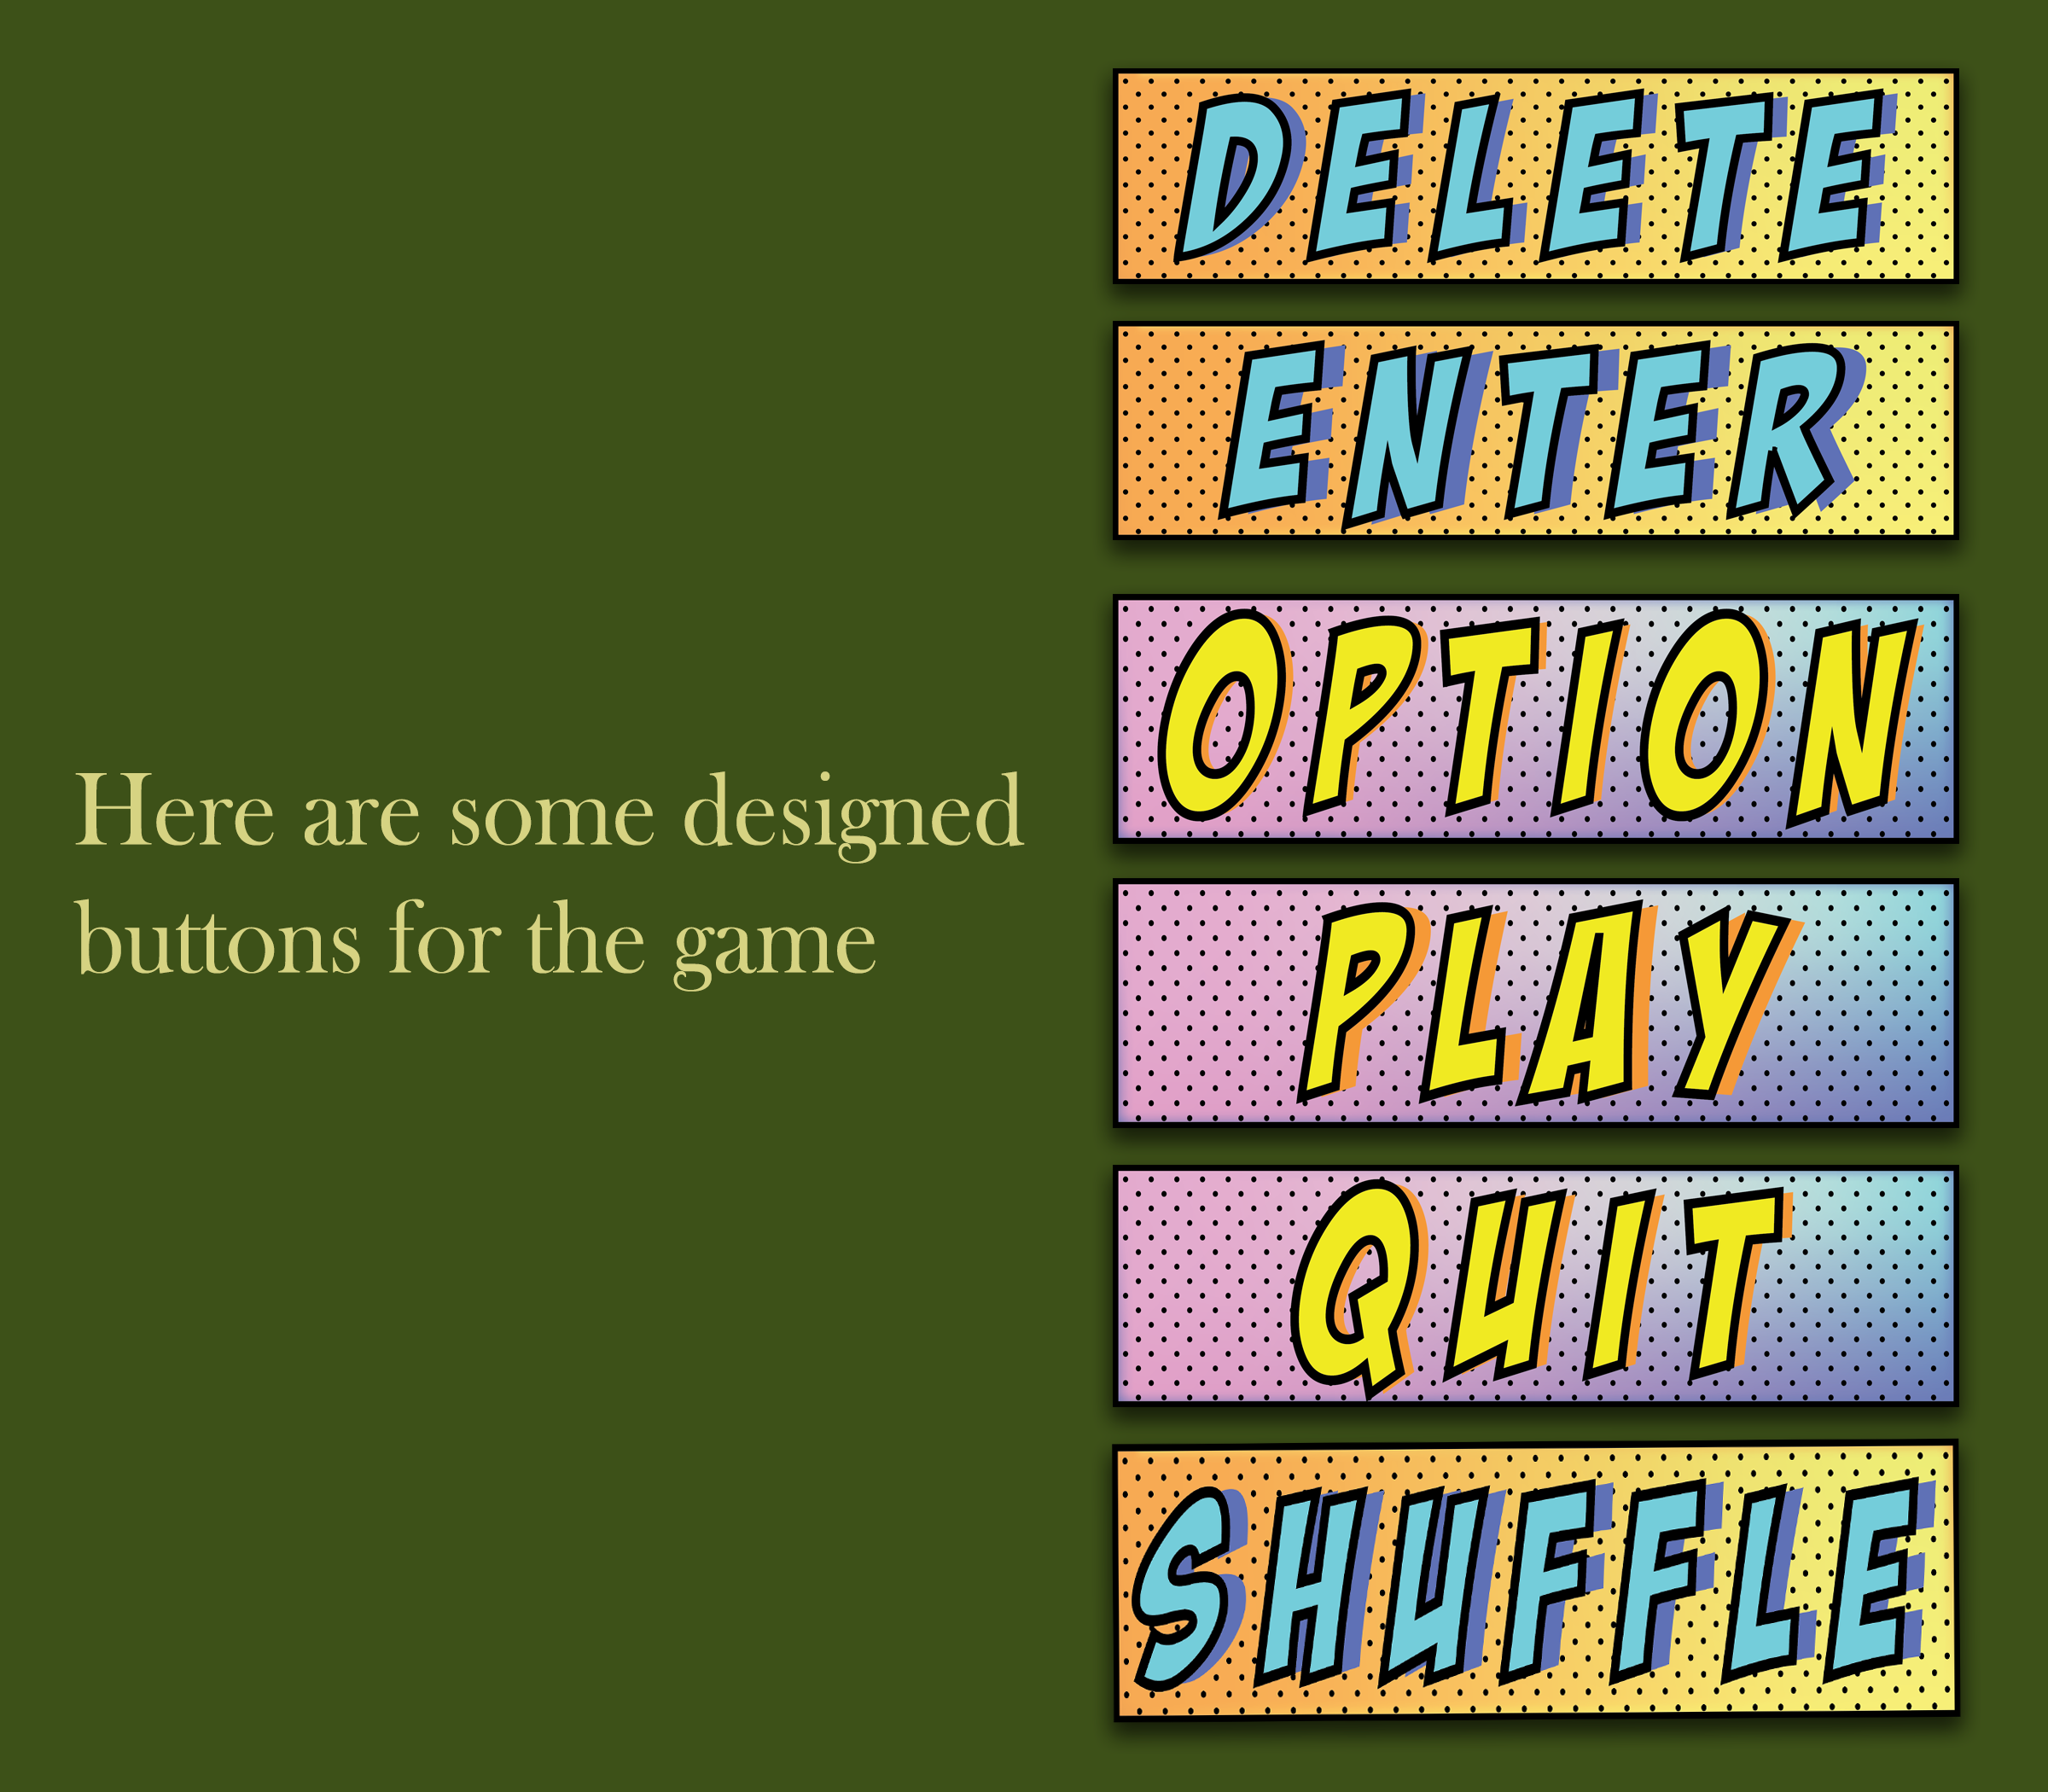 Here are some designed
buttons for the game
DELETE
ENTER
OPTION
PLAY
QUIT
SHUFFLE